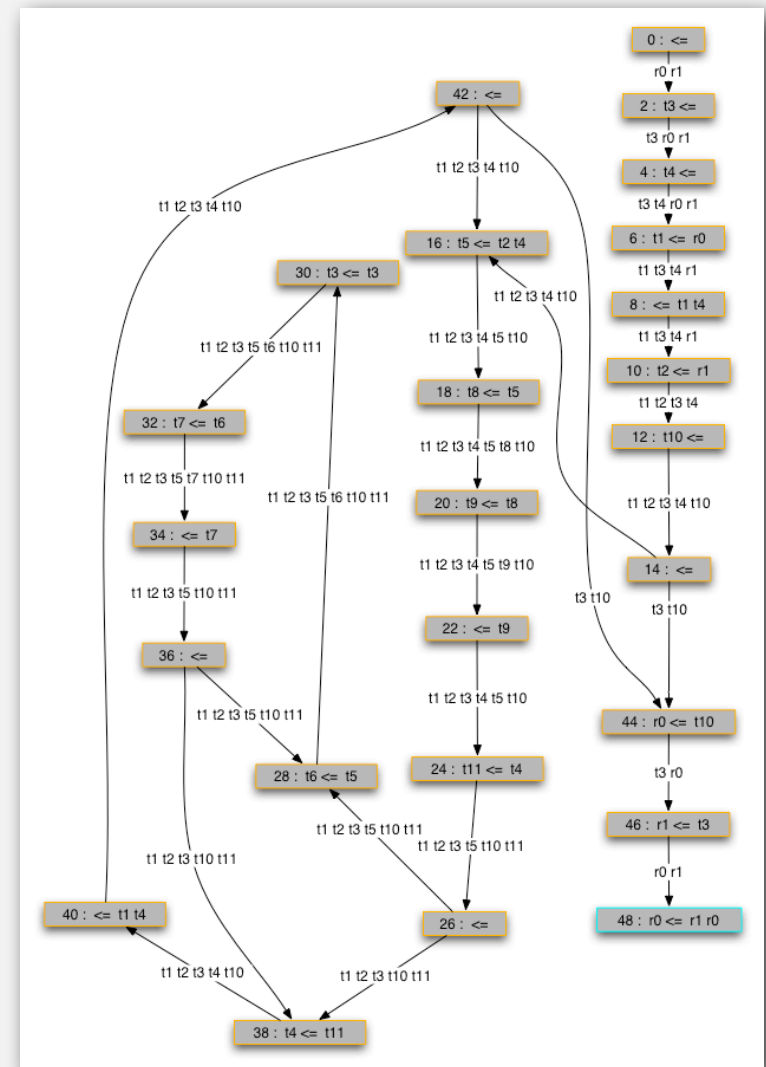 0 : <=
r0 r1
42 : <=
2 : t3 <=
t3 r0 r1
t1 t2 t3 t4 t10
4 : t4 <=
t1 t2 t3 t4 t10
t3 t4 r0 r1
16 : t5 <= t2 t4
6 : t1 <= r0
30 : t3 <= t3
t1 t3 t4 r1
t1 t2 t3 t4 t10
8 : <= t1 t4
t1 t2 t3 t4 t5 t10
t1 t3 t4 r1
t1 t2 t3 t5 t6 t10 t11
10 : t2 <= r1
18 : t8 <= t5
t1 t2 t3 t4
32 : t7 <= t6
12 : t10 <=
t1 t2 t3 t4 t5 t8 t10
t1 t2 t3 t5 t7 t10 t11
t1 t2 t3 t5 t6 t10 t11
20 : t9 <= t8
t1 t2 t3 t4 t10
34 : <= t7
t1 t2 t3 t4 t5 t9 t10
14 : <=
t1 t2 t3 t5 t10 t11
t3 t10
t3 t10
22 : <= t9
36 : <=
t1 t2 t3 t4 t5 t10
t1 t2 t3 t5 t10 t11
44 : r0 <= t10
24 : t11 <= t4
28 : t6 <= t5
t3 r0
t1 t2 t3 t5 t10 t11
46 : r1 <= t3
t1 t2 t3 t5 t10 t11
t1 t2 t3 t10 t11
r0 r1
40 : <= t1 t4
26 : <=
48 : r0 <= r1 r0
t1 t2 t3 t4 t10
t1 t2 t3 t10 t11
38 : t4 <= t11